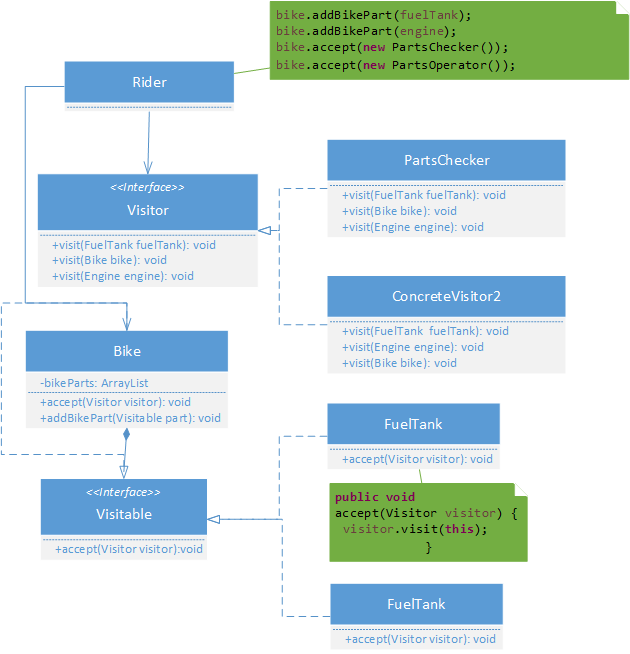 bike.addBikePart(fuelTank);
bike.addBikePart(engine);
bike.accept(new PartsChecker());
bike.accept(new PartsOperator());
Rider
<<Interface>>
Visitor
+visit(FuelTank fuelTank): void
+visit(Bike bike): void
+visit(Engine engine): void
PartsChecker
+visit(FuelTank fuelTank): void
+visit(Bike bike): void
+visit(Engine engine): void
ConcreteVisitor2
+visit(FuelTank  fuelTank): void
+visit(Engine engine): void
+visit(Bike bike): void
Bike
-bikeParts: ArrayList
+accept(Visitor visitor): void
+addBikePart(Visitable part): void
FuelTank
+accept(Visitor visitor): void
<<Interface>>
Visitable
+accept(Visitor visitor):void
public void
accept(Visitor visitor) {
visitor.visit(this);
}
FuelTank
+accept(Visitor visitor): void